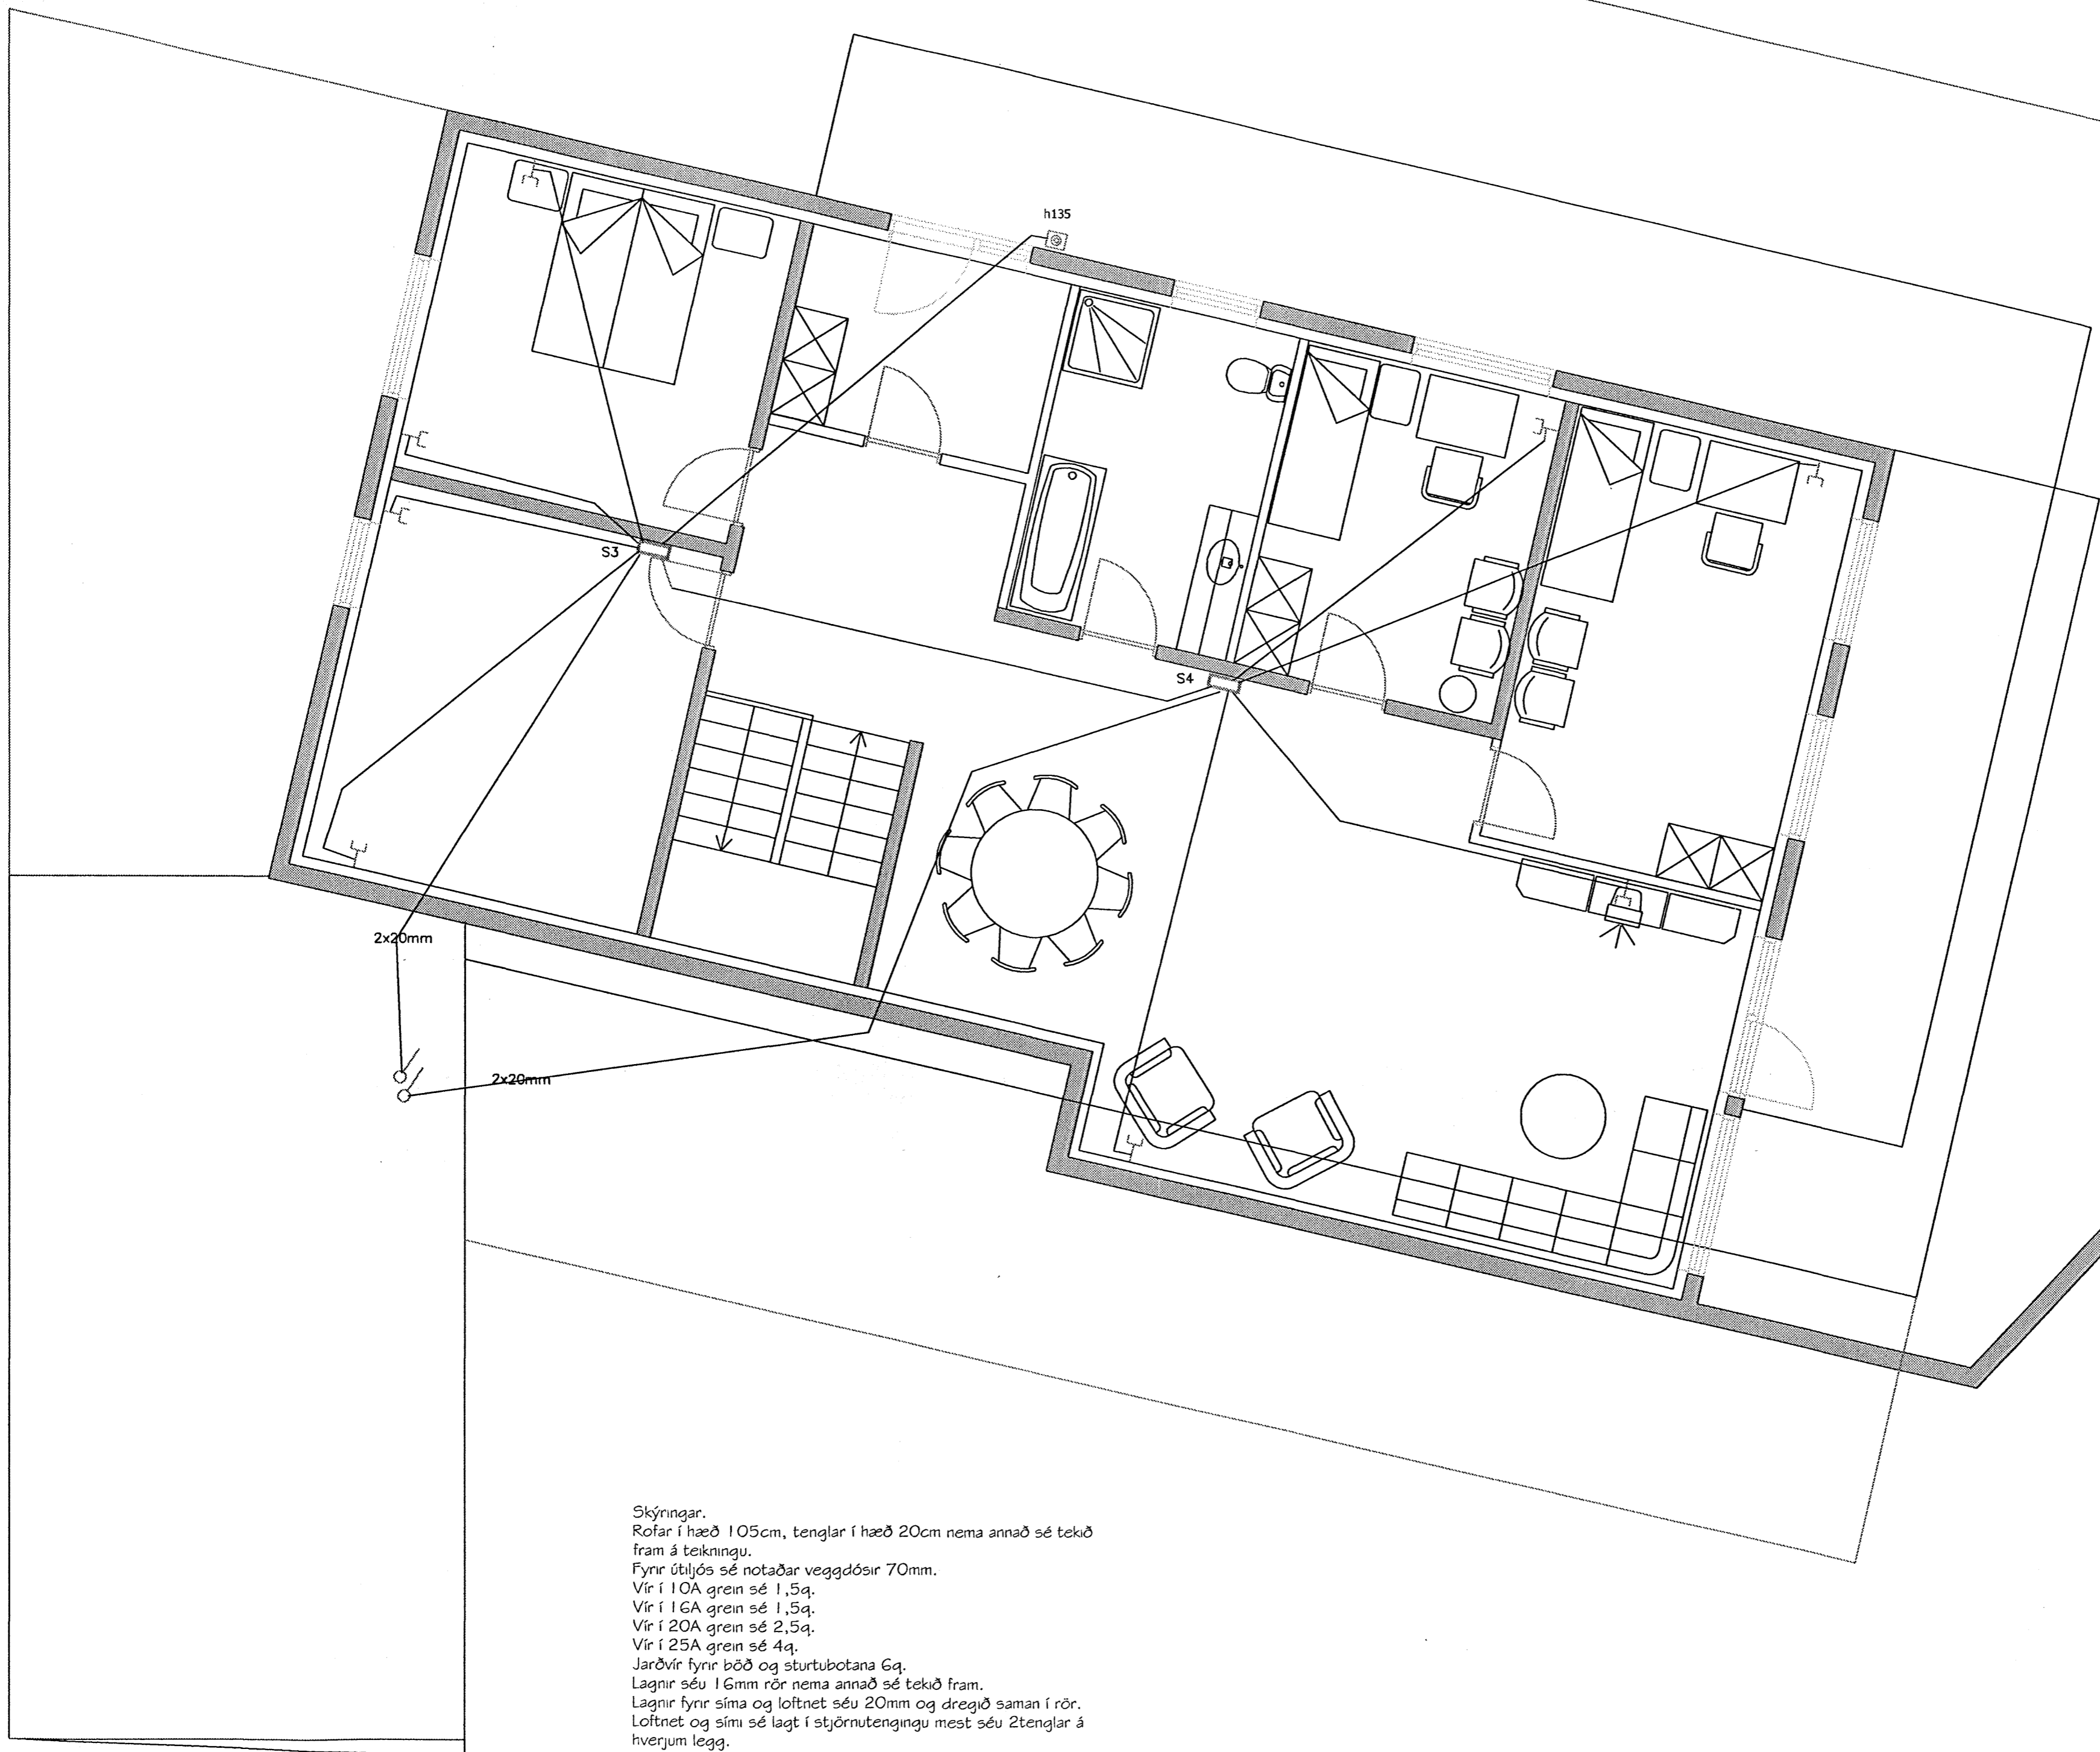 h135
S3
S4
2x20mm
2x20mm
Skýringar.
Rofar í hæð 105cm, tenglar í hæð 20cm nema annað sé tekið
fram á teikningu.
Fyrir útiljós sé notaðar veggdósir 70mm.
Vír í 10A grein sé 1,5q.
Vír í 16A grein sé 1,5q.
Vír í 20A grein sé 2,5q.
Vír í 25A grein sé 4q.
Jarðvír fyrir böð og sturtubotana 6q.
Lagnir séu 16mm rör nema annað sé tekið fram.
Lagnir fyrir síma og loftnet séu 20mm og dregið saman í rör.
Loftnet og sími sé lagt í stjörnutengingu mest séu 2tenglar á
hverjum legg.